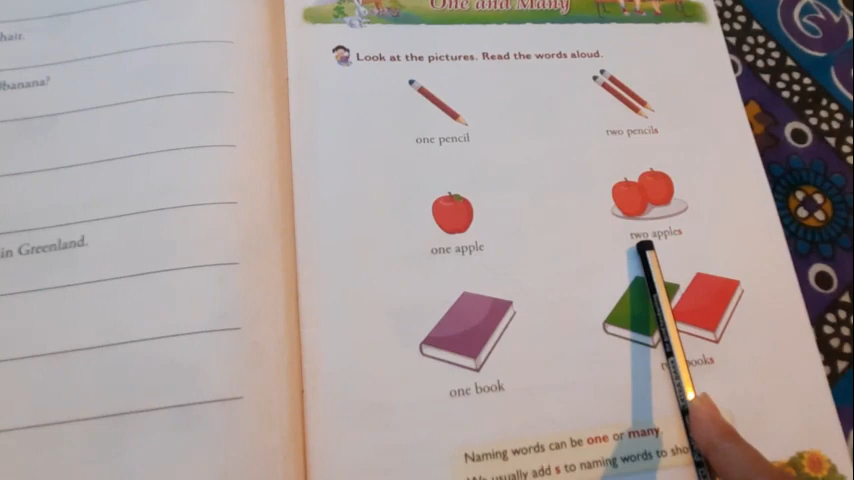 hair.
banana?
in Greenland.
One and Many
Look at the pictures. Read the words aloud.
one pencil
two pencils
one apple
two apples
one book
books
Naming words can be one or many.
usually add s to naming words to sho